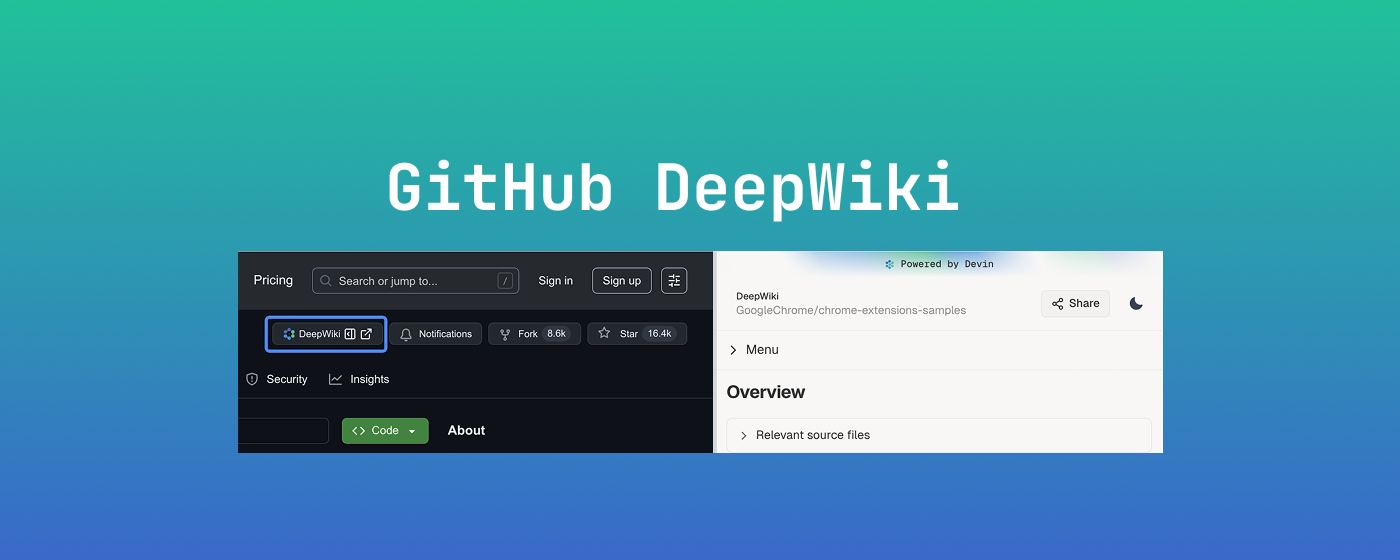 GitHub DeepWiki
Pricing
Search or jump to...
/
Sign in
Sign up
DeepWiki
Notifications
Fork 8.6k
Star 16.4k
Security
Insights
Code
About
Powered by Devin
DeepWiki
GoogleChrome/chrome-extensions-samples
Share
Menu
Overview
Relevant source files